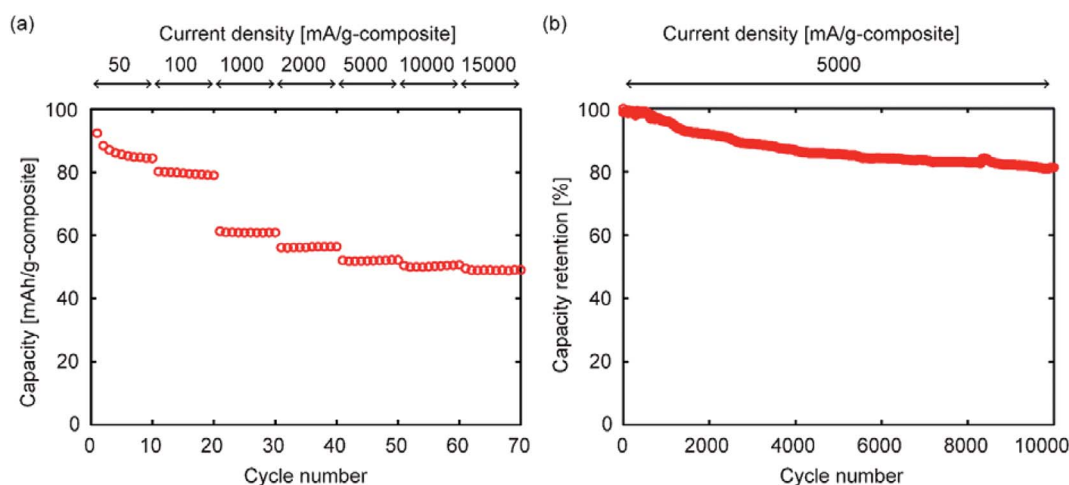 (a)
Current density [mA/g-composite]
50 100 1000 2000 5000 10000 15000
100
80
60
40
20
0
Capacity [mAh/g-composite]
0 10 20 30 40 50 60 70
Cycle number
(b)
Current density [mA/g-composite]
5000
100
80
60
40
20
0
Capacity retention [%]
0 2000 4000 6000 8000 10000
Cycle number